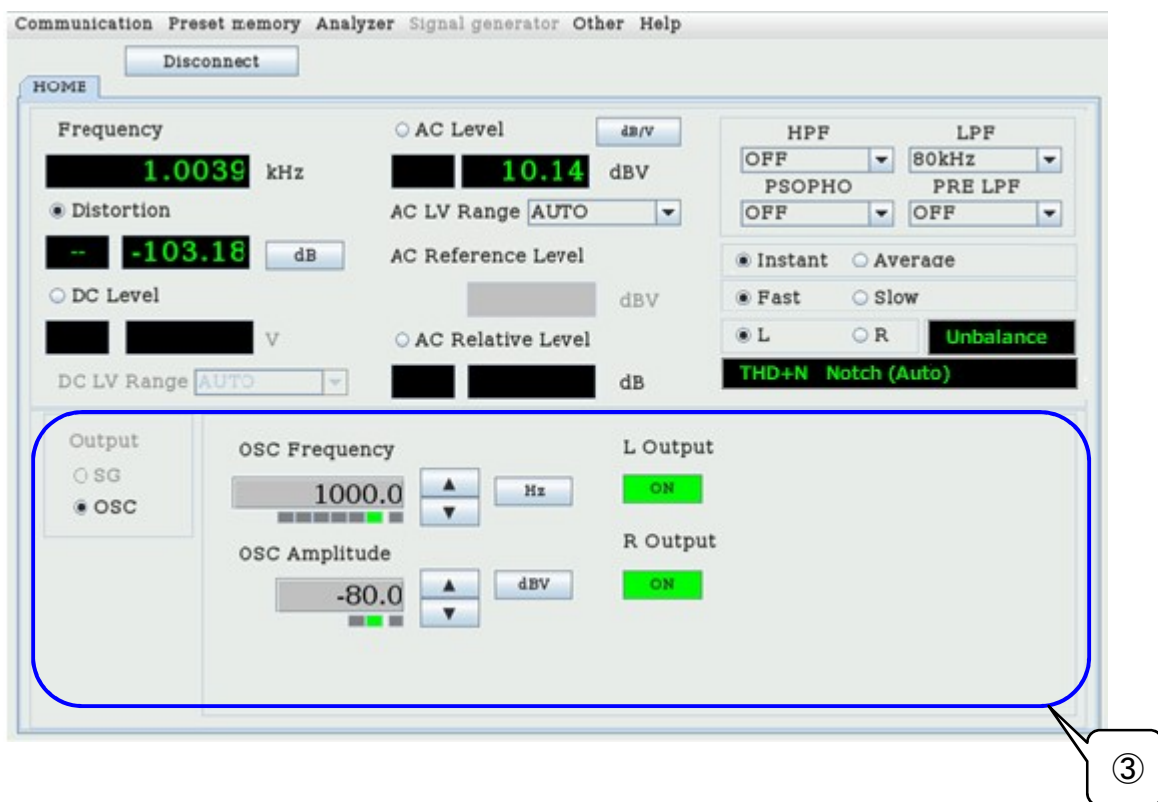 Communication Preset memory Analyzer Signal generator Other Help
Disconnect
HOME
Frequency
1.0039 kHz
Distortion
-- -103.18 dB
DC Level
V
DC LV Range AUTO
AC Level dB/V
10.14 dBV
AC LV Range AUTO
AC Reference Level
dBV
AC Relative Level
dB
HPF LPF
OFF 80kHz
PSOPHO PRE LPF
OFF OFF
Instant Average
Fast Slow
L R Unbalance
THD+N Notch (Auto)
Output
SG
OSC
OSC Frequency
1000.0 ▲ ▼ Hz
OSC Amplitude
-80.0 ▲ ▼ dBV
L Output
ON
R Output
ON
③